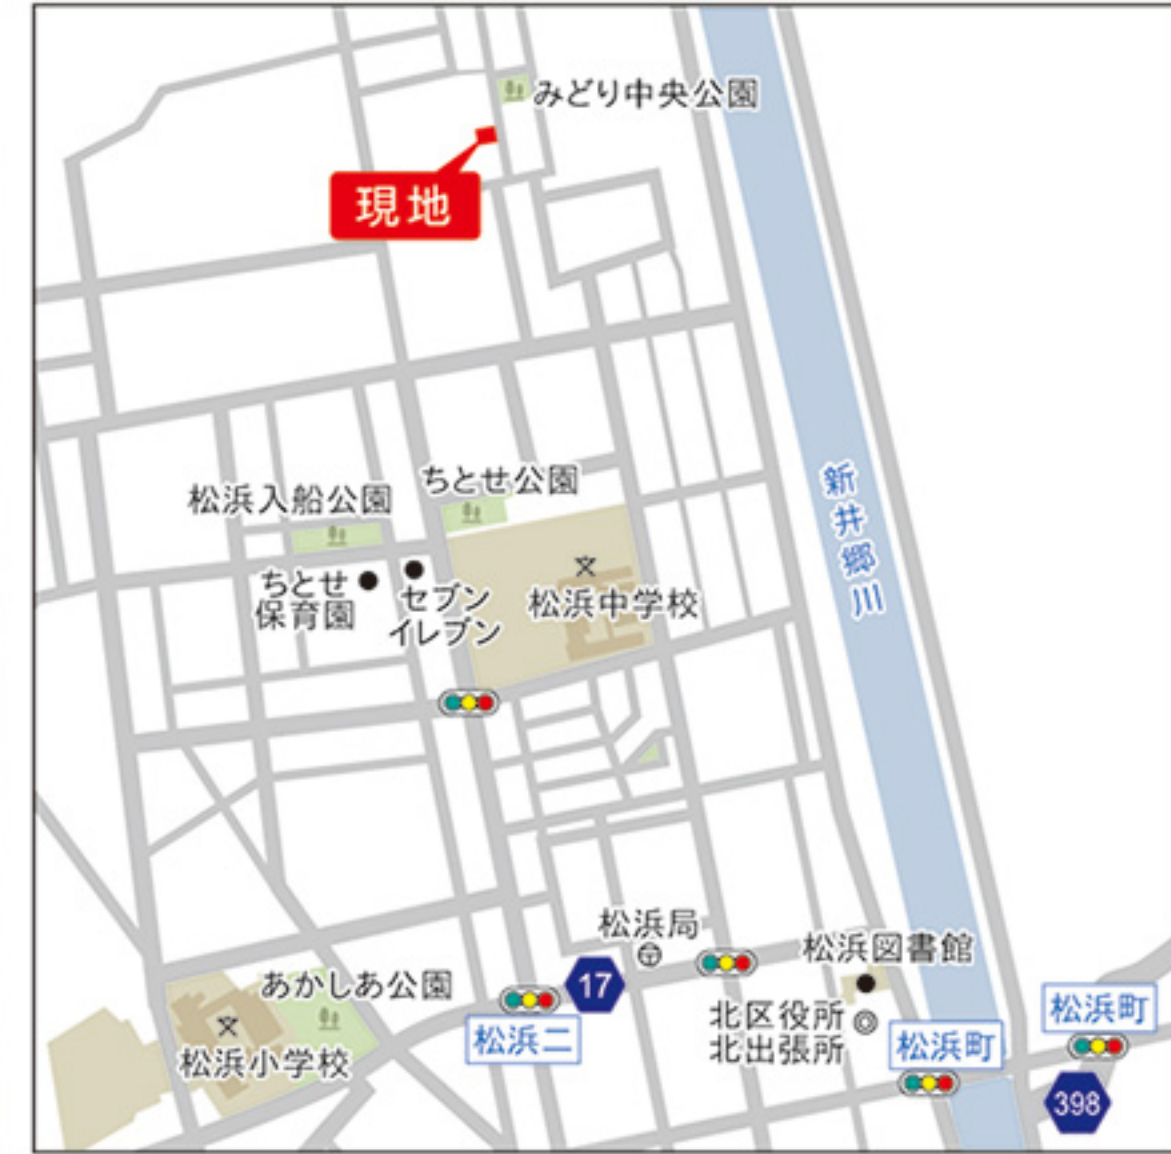 みどり中央公園
現地
ちとせ公園
松浜入船公園
新井郷川
ちとせ
保育園
セブン
イレブン
松浜中学校
松浜局
松浜図書館
あかしあ公園
17
北区役所
北出張所
松浜町
松浜二
松浜町
松浜小学校
398